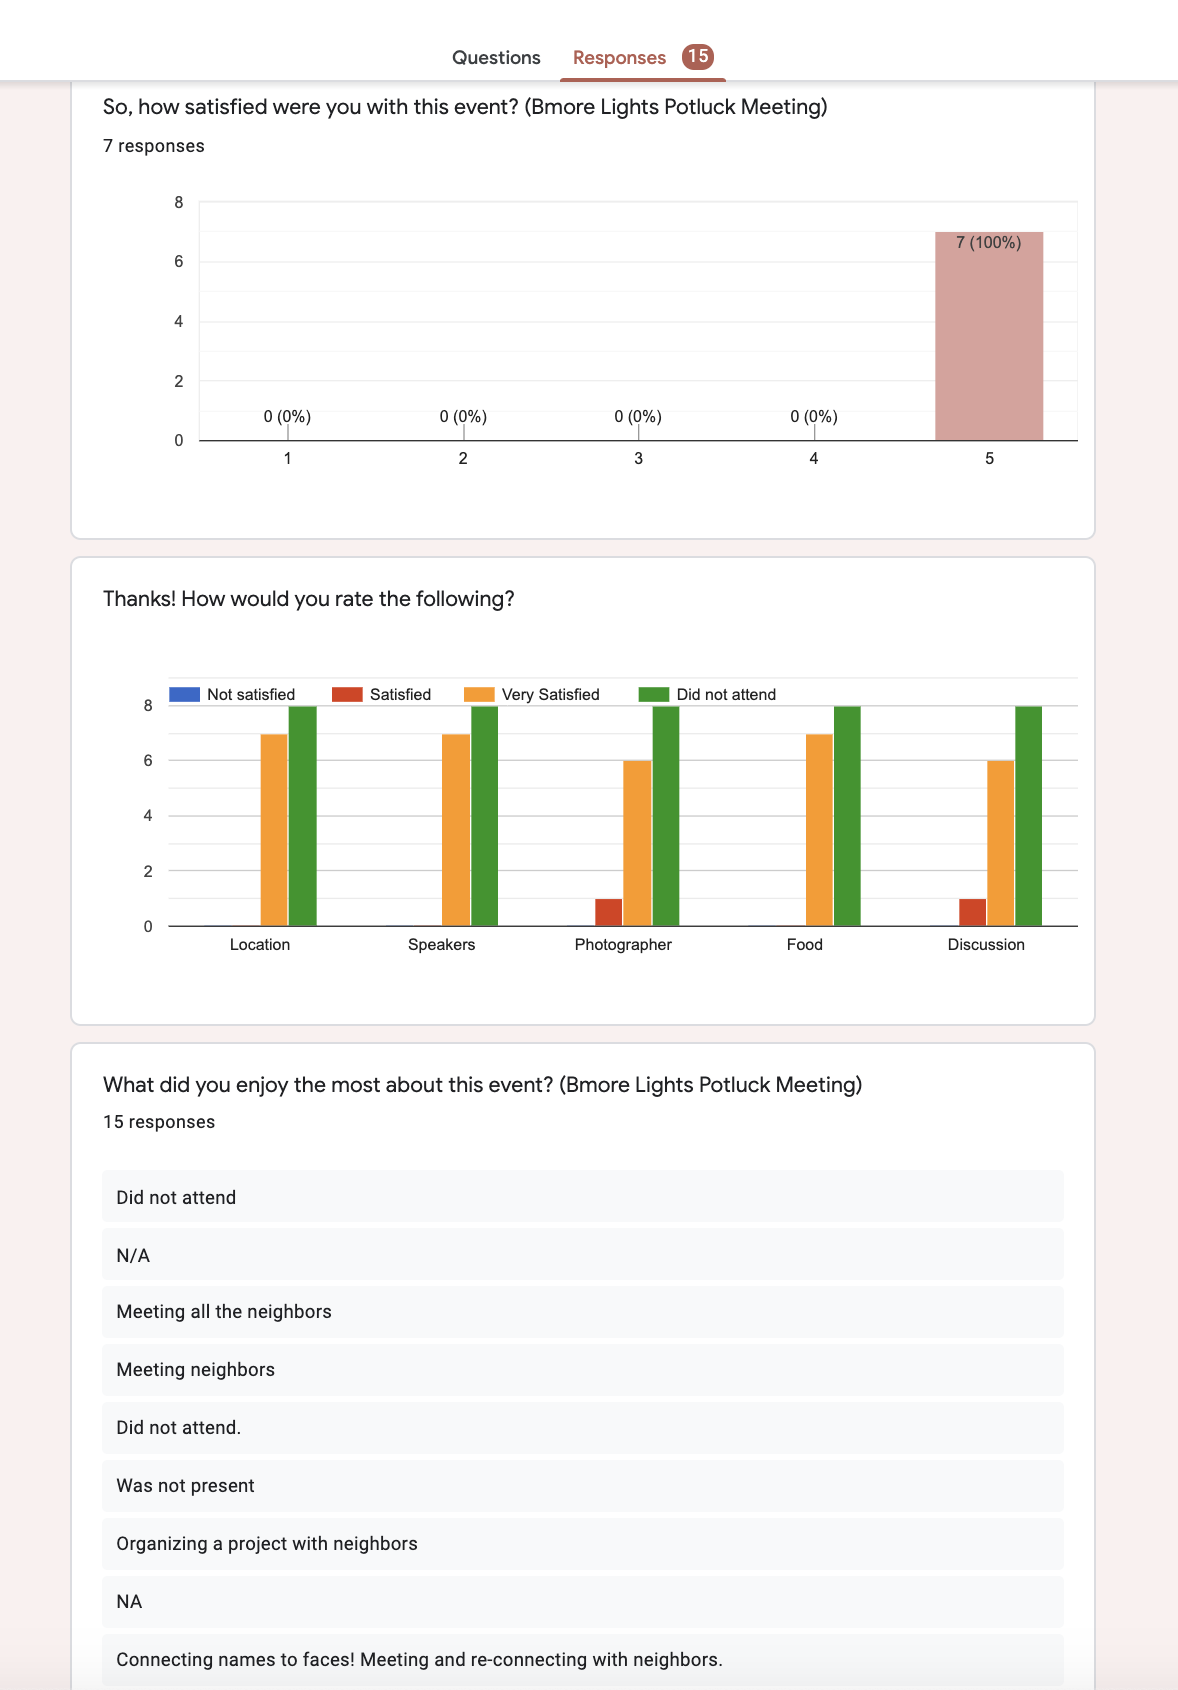 Questions Responses 15
So, how satisfied were you with this event? (Bmore Lights Potluck Meeting)
7 responses
8
7 (100%)
6
4
2
0 (0%) 0 (0%) 0 (0%) 0 (0%)
0
1 2 3 4 5
Thanks! How would you rate the following?
Not satisfied Satisfied Very Satisfied Did not attend
8
6
4
2
0
Location Speakers Photographer Food Discussion
What did you enjoy the most about this event? (Bmore Lights Potluck Meeting)
15 responses
Did not attend
N/A
Meeting all the neighbors
Meeting neighbors
Did not attend.
Was not present
Organizing a project with neighbors
NA
Connecting names to faces! Meeting and re-connecting with neighbors.